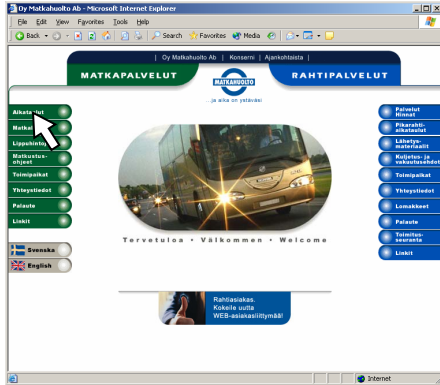 Oy Matkahuolto Ab - Microsoft Internet Explorer
File Edit View Favorites Tools Help
Back Search Favorites Media
| Oy Matkahuolto Ab | Konserni | Ajankohtaista |
MATKAPALVELUT
MATKAHUOLTO
RAHTIPALVELUT
...ja aika on ystäväsi
Aikataulut
Lippuhinto
Matkustus-
ohjeet
Toimipaikat
Yhteystiedot
Palaute
Linkit
Svenska
English
Palvelut
Hinnat
Pikarahti-
aikataulut
Lähetys-
materiaalit
Kuljetus- ja
vakuutusehdot
Toimipaikat
Yhteystiedot
Lomakkeet
Palaute
Toimitus-
seuranta
Linkit
Tervetuloa • Välkommen • Welcome
Rahtiasiakas.
Kokeile uutta
WEB-asiakasliittymää!
Internet